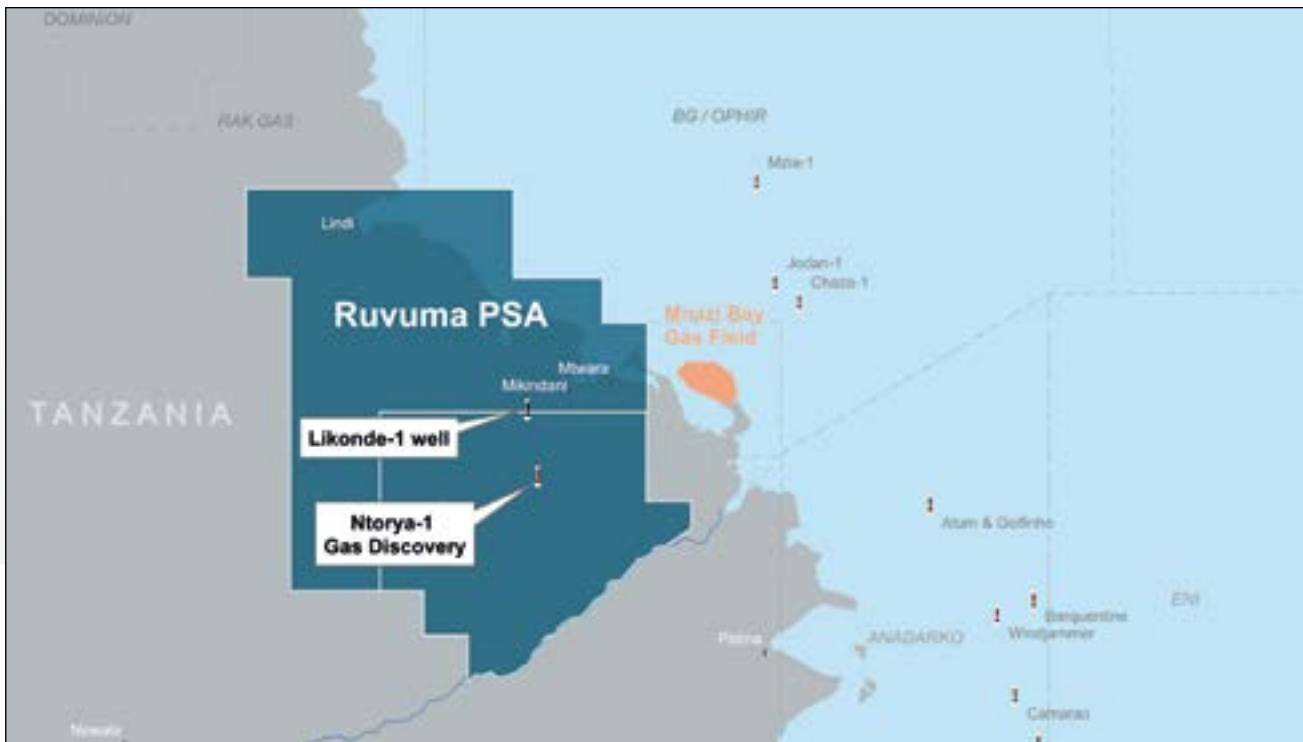 DOMINION
RAK GAS
BG / OPHIR
Mzia-1
Lindi
Jodari-1
Chaza-1
Ruvuma PSA
Mnazi Bay
Gas Field
Mtwara
Mikindani
TANZANIA
Likonde-1 well
Ntorya-1
Gas Discovery
Atum & Golfinho
ENI
Barquentine
Windjammer
ANADARKO
Palma
Camarao